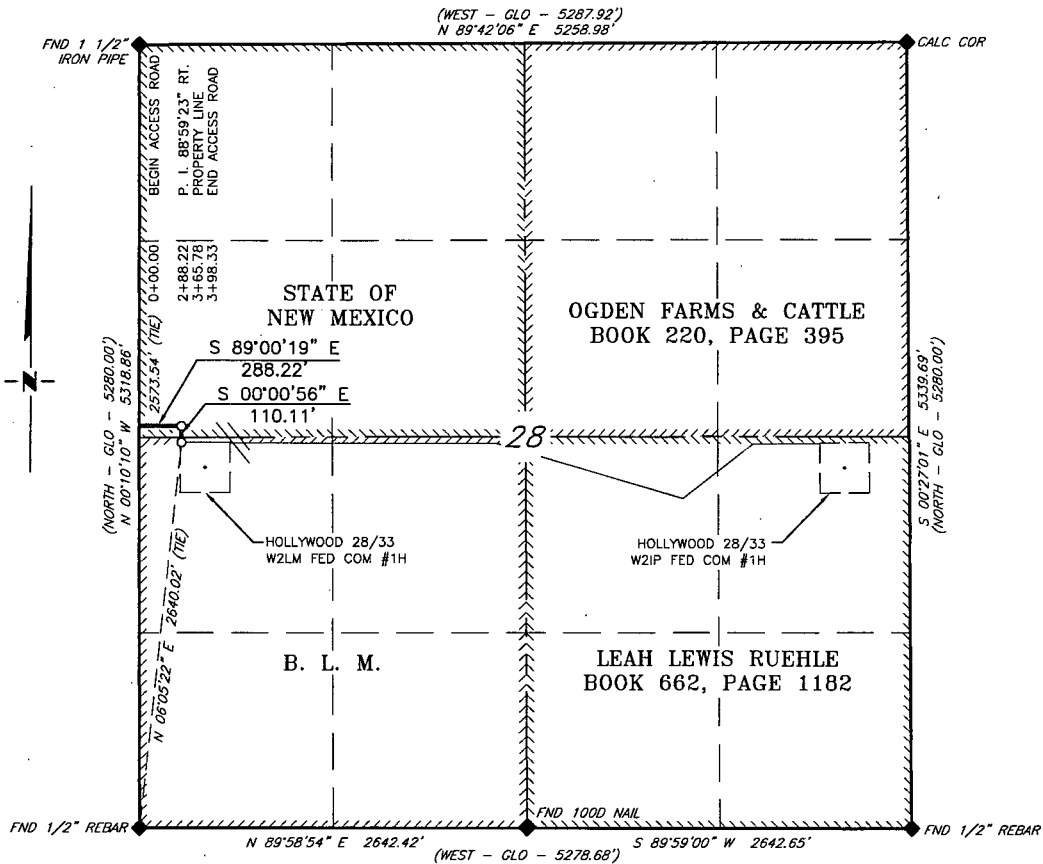 (WEST - GLO - 5287.92')
N 89°42'06" E 5258.98'
FND 1 1/2"
IRON PIPE
CALC COR
0+00.00 BEGIN ACCESS ROAD
2+88.22 P. I. 88°59'23" RT.
3+65.78 PROPERTY LINE
3+98.33 END ACCESS ROAD
STATE OF
NEW MEXICO
OGDEN FARMS & CATTLE
BOOK 220, PAGE 395
S 89°00'19" E
288.22'
S 00°00'56" E
110.11'
2573.54' (TIE)
(NORTH - GLO - 5280.00')
N 00°10'10" W 5318.86'
S 00°27'01" E 5339.69'
(NORTH - GLO - 5280.00')
N
28
HOLLYWOOD 28/33
W2LM FED COM #1H
HOLLYWOOD 28/33
W2IP FED COM #1H
N 06°05'22" E 2640.02' (TIE)
B. L. M.
LEAH LEWIS RUEHLE
BOOK 662, PAGE 1182
FND 1/2" REBAR
FND 100D NAIL
FND 1/2" REBAR
N 89°58'54" E 2642.42'
S 89°59'00" W 2642.65'
(WEST - GLO - 5278.68')